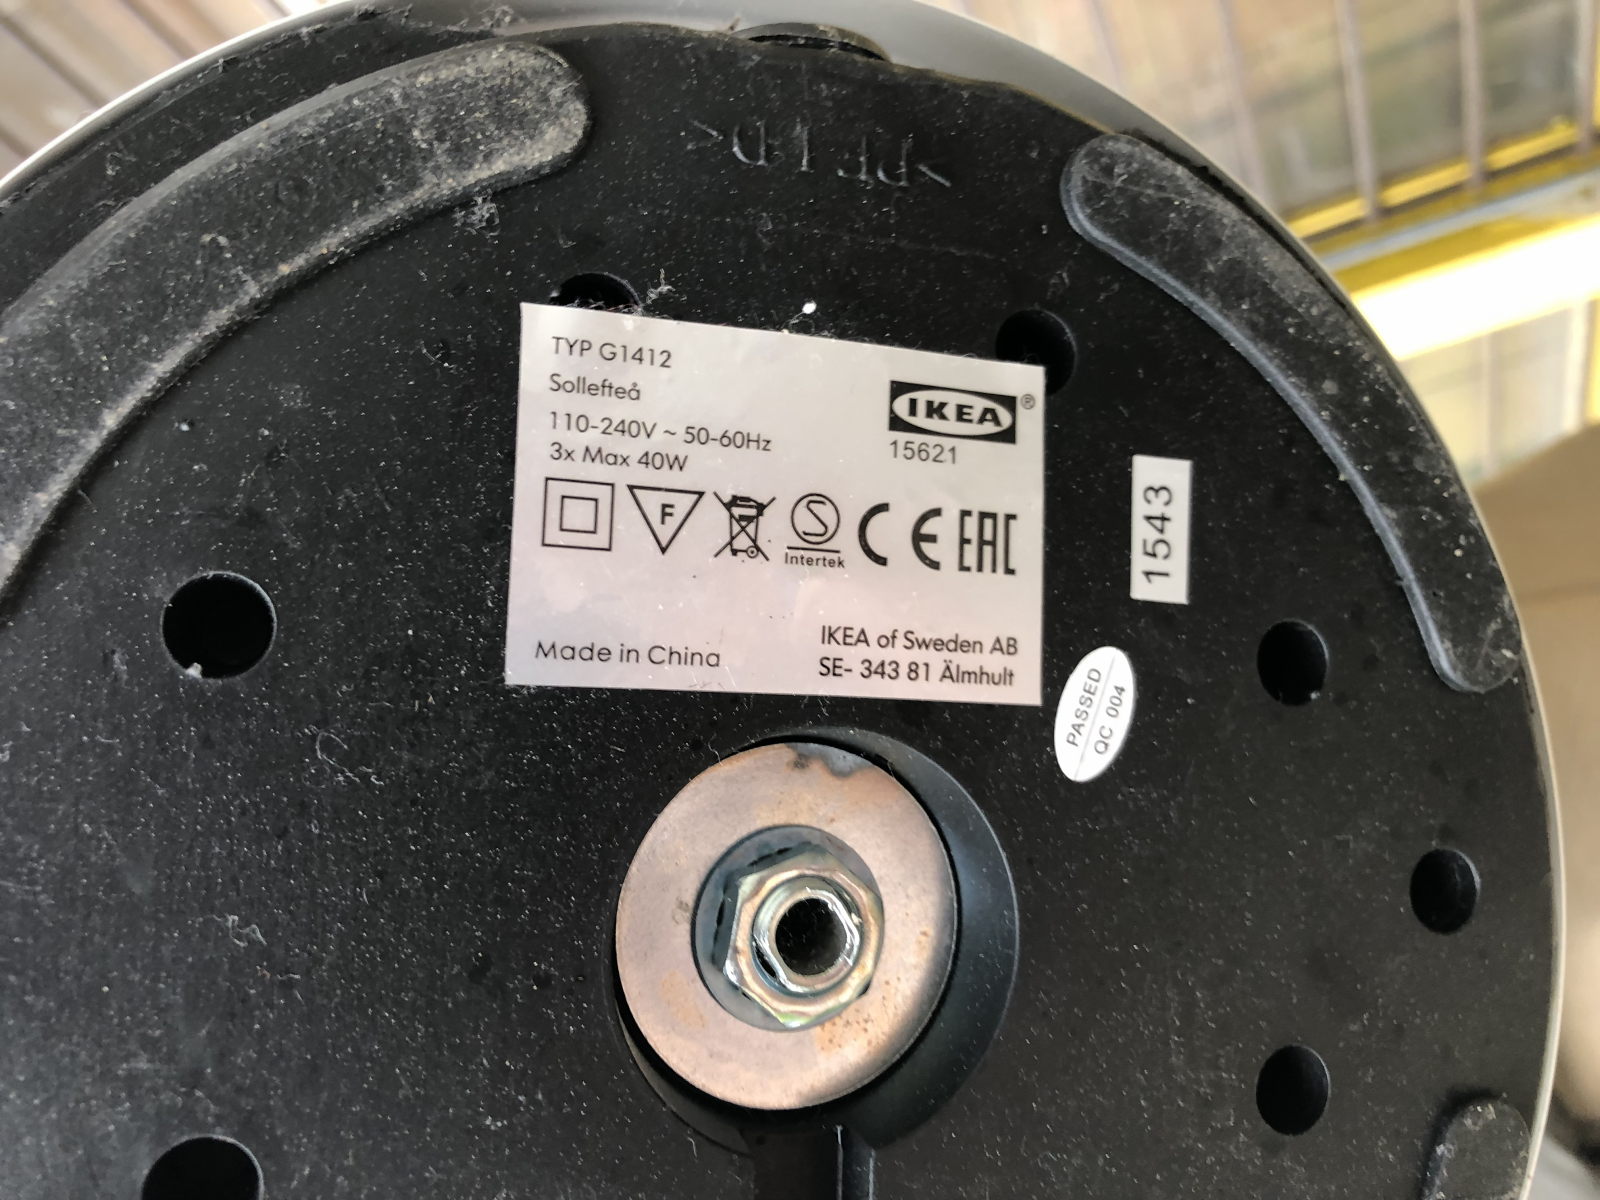 TYP G1412
Sollefteå
110-240V ~ 50-60Hz
3x Max 40W
IKEA®
15621
F
S
Intertek
CE EAC
Made in China
IKEA of Sweden AB
SE- 343 81 Älmhult
1543
PASSED
QC 004